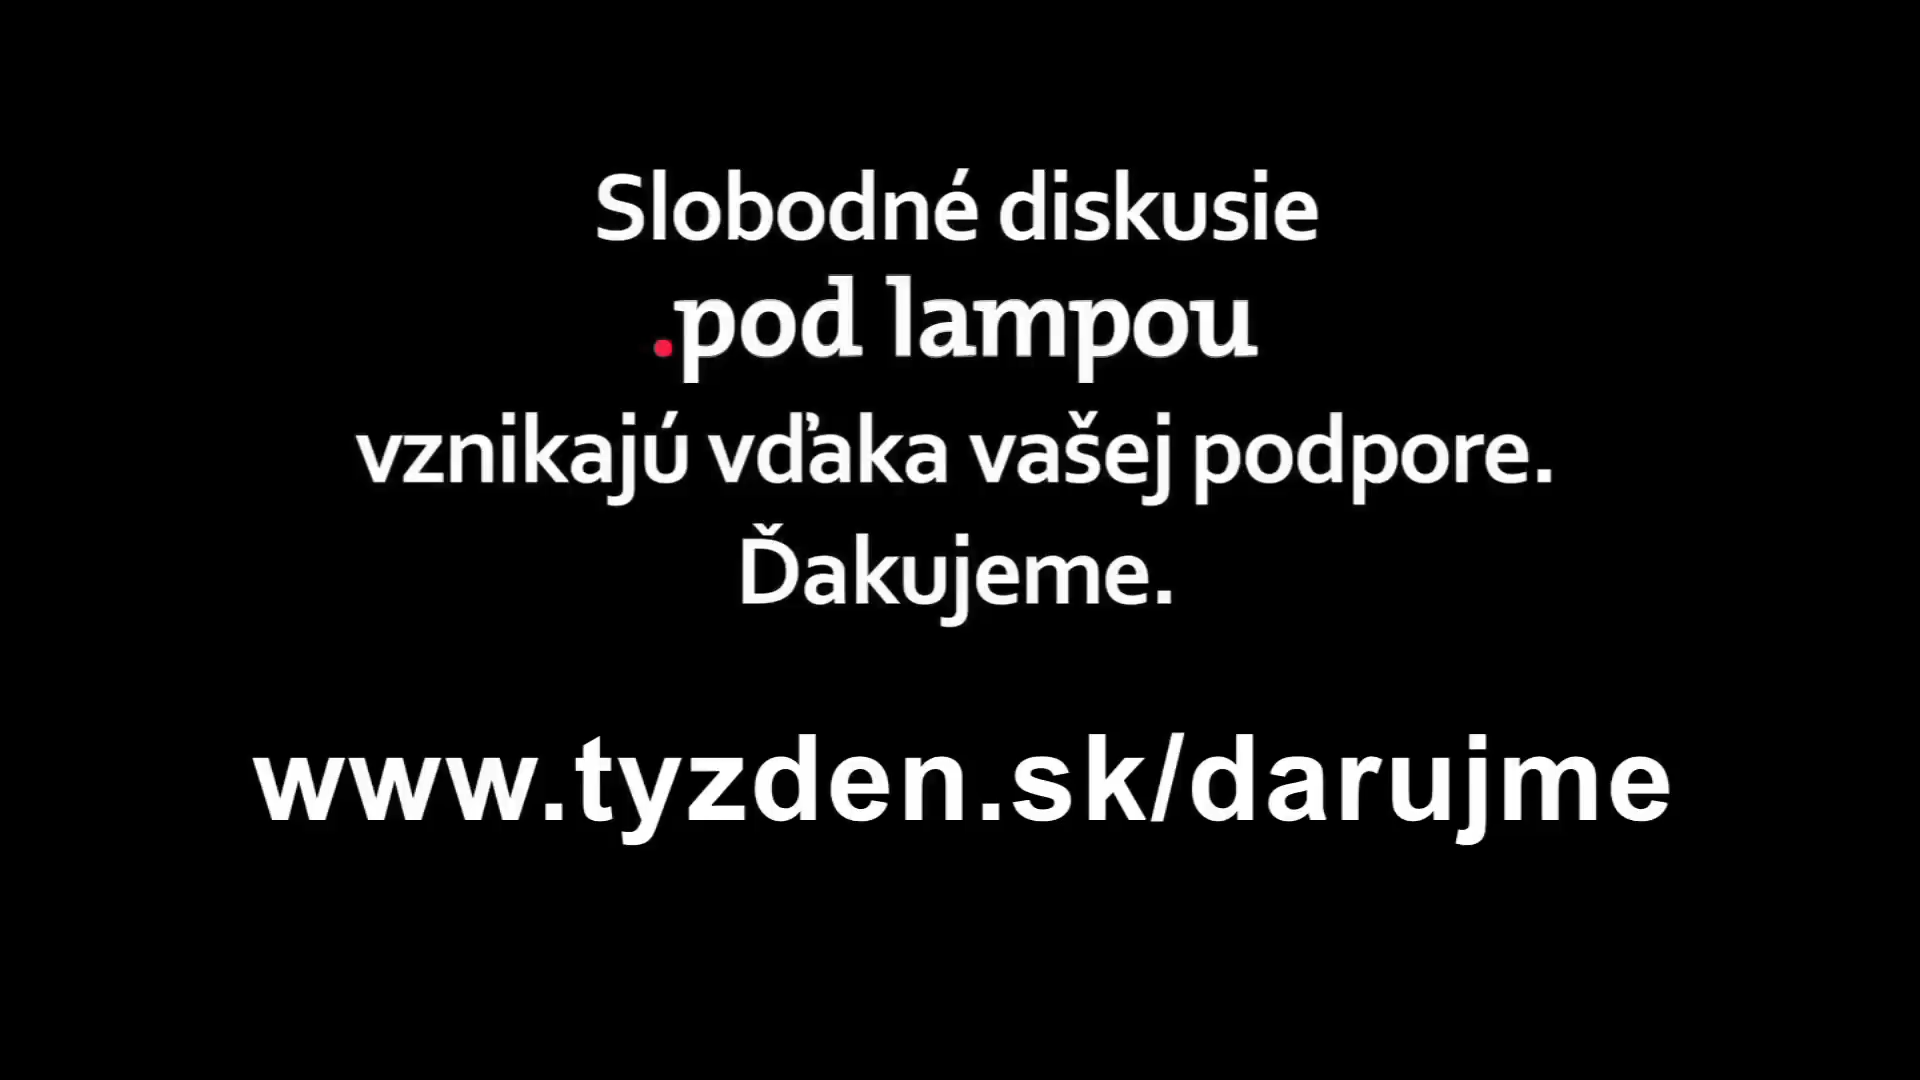 Slobodné diskusie
.pod lampou
vznikajú vďaka vašej podpore.
Ďakujeme.
www.tyzden.sk/darujme